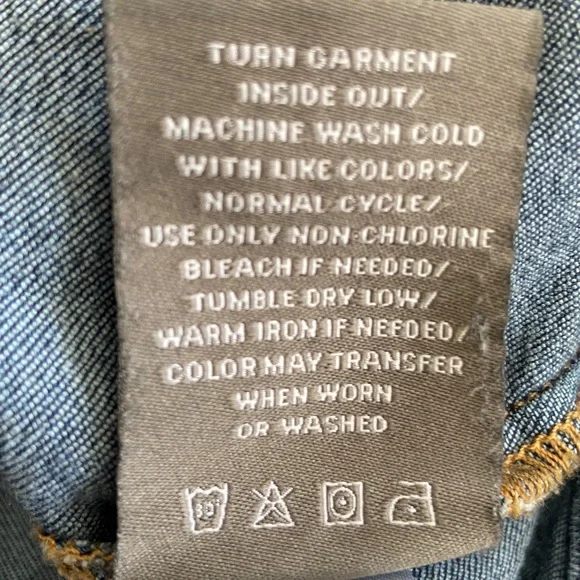 TURN GARMENT
INSIDE OUT/
MACHINE WASH COLD
WITH LIKE COLORS/
NORMAL CYCLE/
USE ONLY NON-CHLORINE
BLEACH IF NEEDED/
TUMBLE DRY LOW/
WARM IRON IF NEEDED/
COLOR MAY TRANSFER
WHEN WORN
OR WASHED